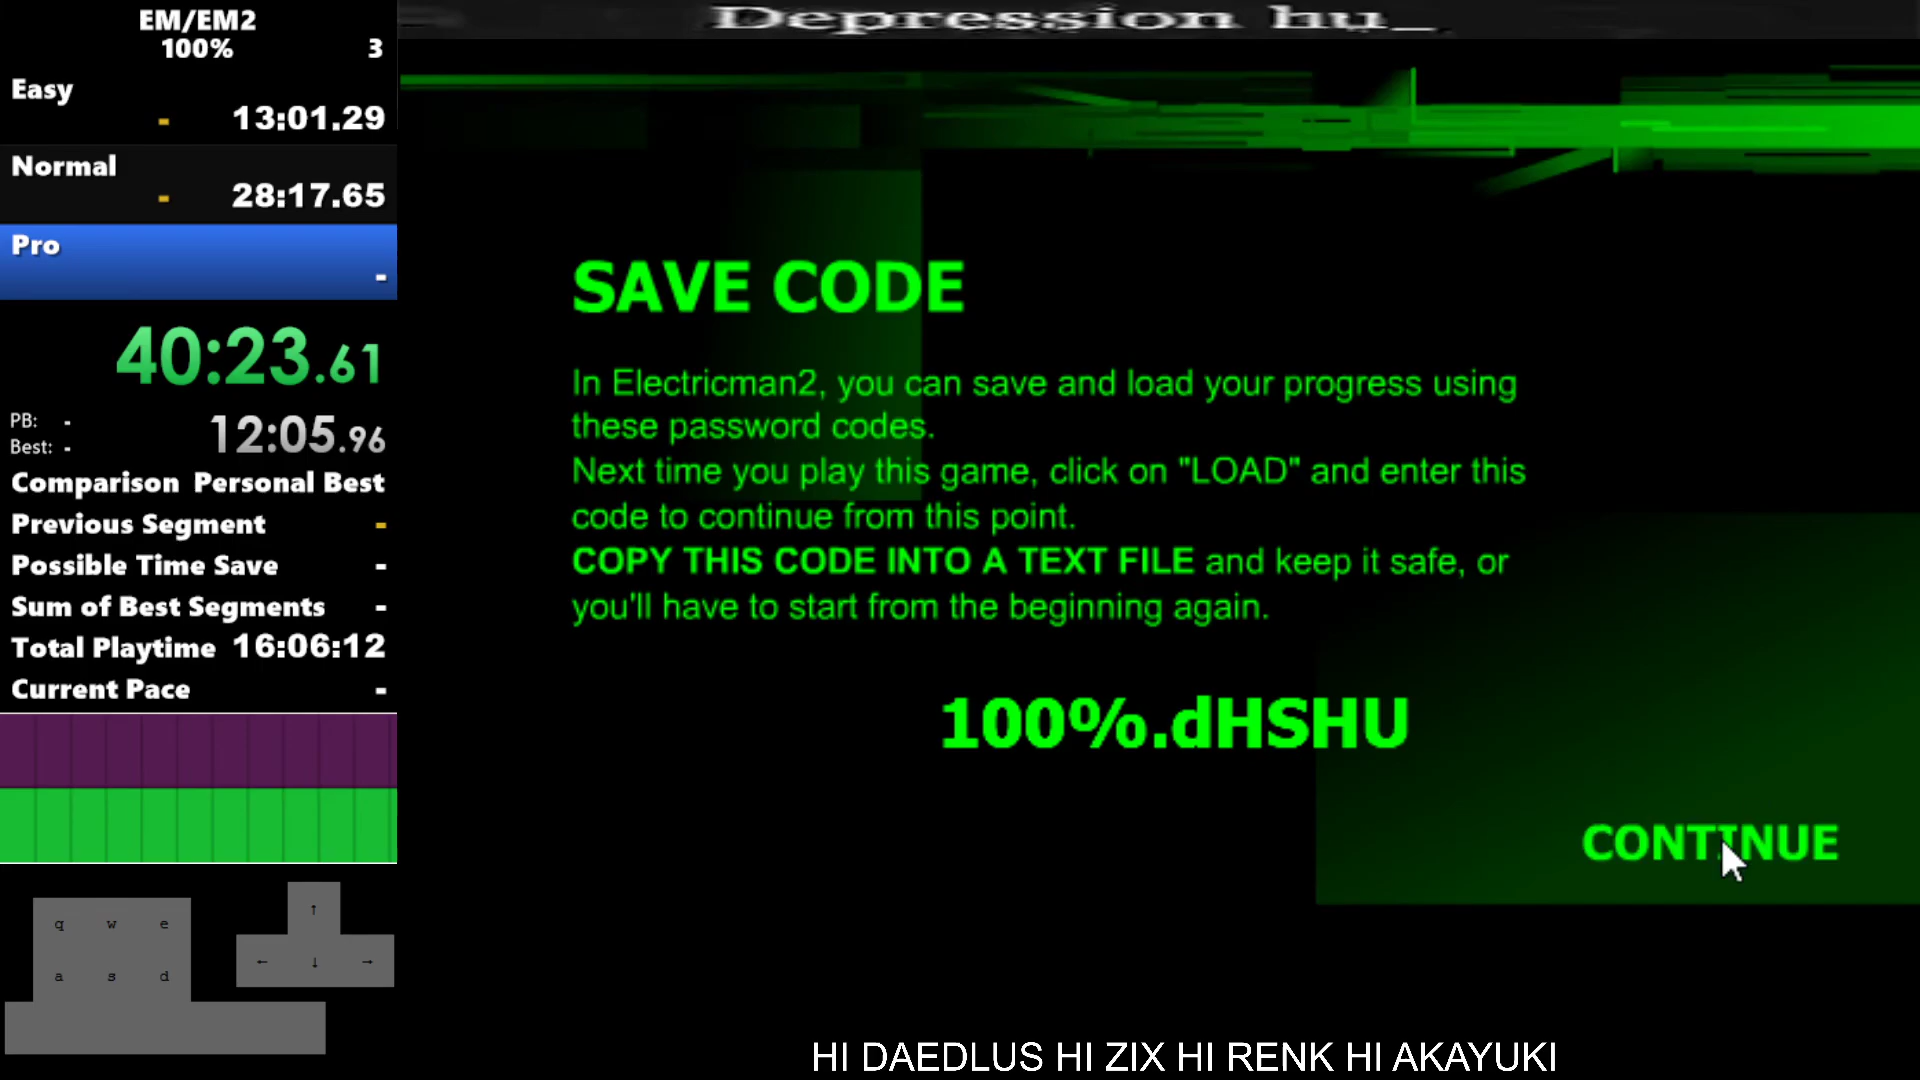 EM/EM2
100% 3
Easy
- 13:01.29
Normal
- 28:17.65
Pro
-
40:23.61
PB: -
Best: -
12:05.96
Comparison Personal Best
Previous Segment -
Possible Time Save -
Sum of Best Segments -
Total Playtime 16:06:12
Current Pace -
q w e
a s d
↑
← ↓ →
Depression hu_
SAVE CODE
In Electricman2, you can save and load your progress using
these password codes.
Next time you play this game, click on "LOAD" and enter this
code to continue from this point.
COPY THIS CODE INTO A TEXT FILE and keep it safe, or
you'll have to start from the beginning again.
100%.dHSHU
CONTINUE
HI DAEDLUS HI ZIX HI RENK HI AKAYUKI